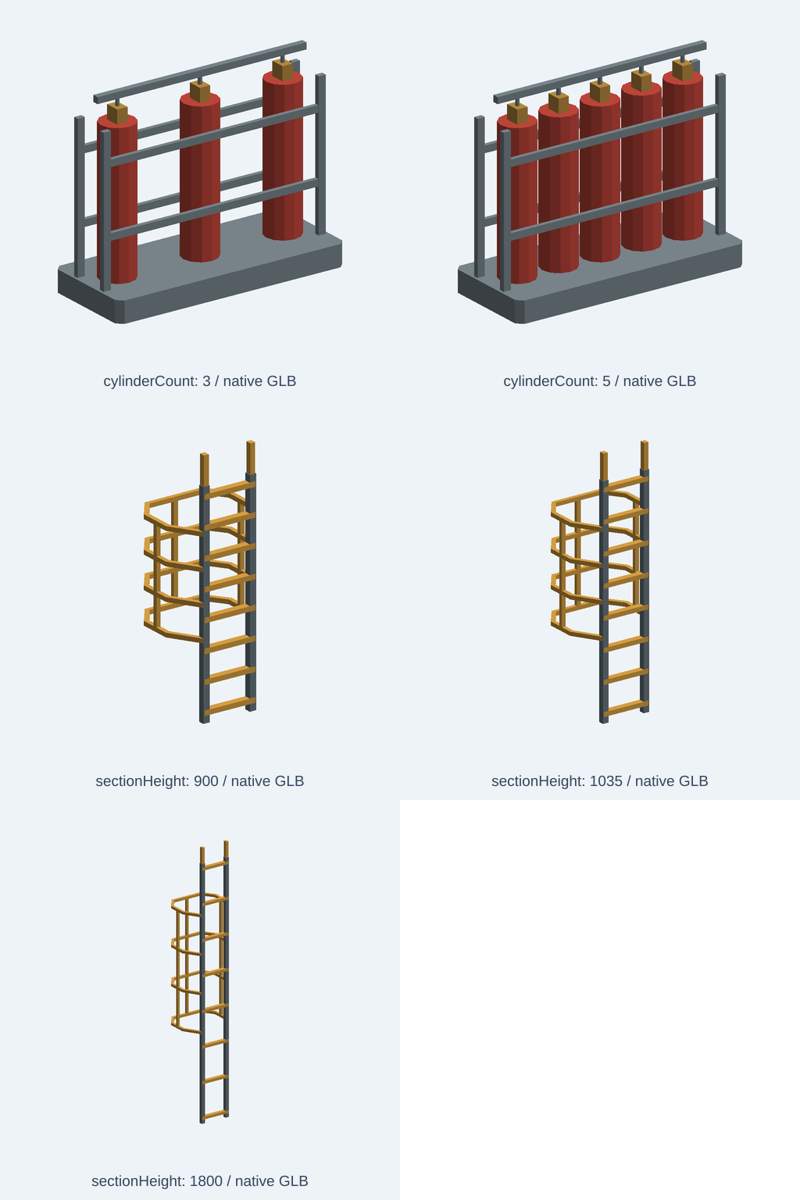 cylinderCount: 3 / native GLB
cylinderCount: 5 / native GLB
sectionHeight: 900 / native GLB
sectionHeight: 1035 / native GLB
sectionHeight: 1800 / native GLB